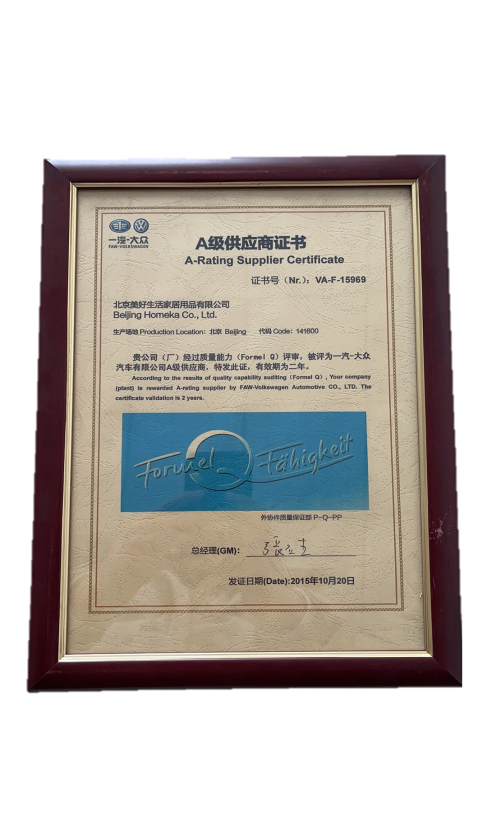 一汽-大众
FAW-VOLKSWAGEN
A级供应商证书
A-Rating Supplier Certificate
证书号（Nr.）：VA-F-15969
北京美好生活家居用品有限公司
Beijing Homeka Co., Ltd.
生产场地 Production Location：北京 Beijing 代码 Code：141600
贵公司（厂）经过质量能力（Formel Q）评审，被评为一汽-大众
汽车有限公司A级供应商，特发此证，有效期为二年。
According to the results of quality capability auditing（Formel Q）, Your company
(plant) is rewarded A-rating supplier by FAW-Volkswagen Automotive CO., LTD. The
certificate validation is 2 years.
Formel Q Fähigkeit
外协件质量保证部 P-Q-PP
总经理(GM)：
发证日期(Date):2015年10月20日